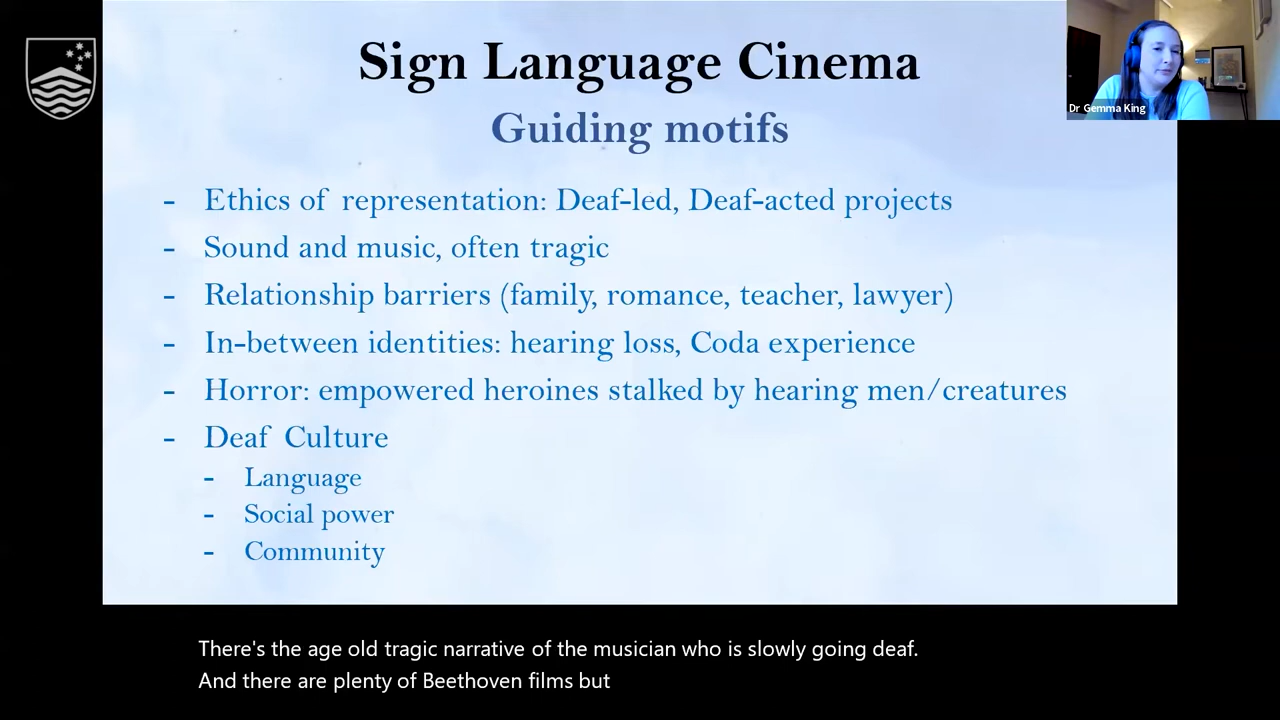 Sign Language Cinema
Guiding motifs
Dr Gemma King
- Ethics of representation: Deaf-led, Deaf-acted projects
- Sound and music, often tragic
- Relationship barriers (family, romance, teacher, lawyer)
- In-between identities: hearing loss, Coda experience
- Horror: empowered heroines stalked by hearing men/creatures
- Deaf Culture
- Language
- Social power
- Community
There's the age old tragic narrative of the musician who is slowly going deaf.
And there are plenty of Beethoven films but